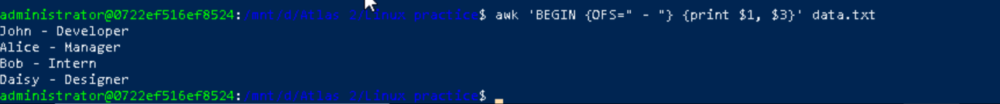 administrator@0722ef516ef8524:/mnt/d/Atlas 2/Linux practice$ awk 'BEGIN {OFS=" - "} {print $1, $3}' data.txt
John - Developer
Alice - Manager
Bob - Intern
Daisy - Designer
administrator@0722ef516ef8524:/mnt/d/Atlas 2/Linux practice$